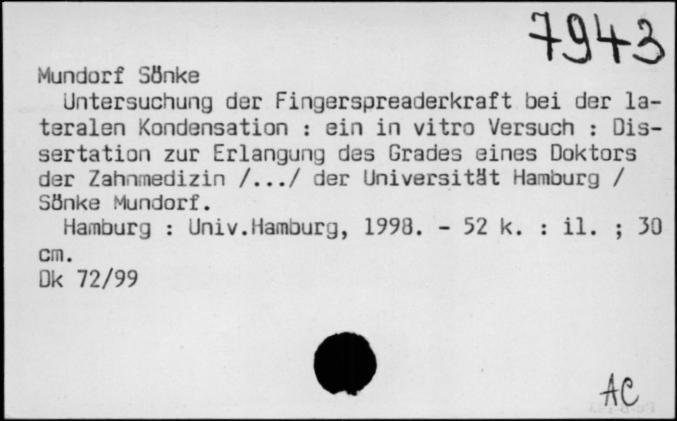 7943
Mundorf Sönke
Untersuchung der Fingerspreaderkraft bei der la-
teralen Kondensation : ein in vitro Versuch : Dis-
sertation zur Erlangung des Grades eines Doktors
der Zahnmedizin /.../ der Universität Hamburg /
Sönke Mundorf.
Hamburg : Univ.Hamburg, 1998. - 52 k. : il. ; 30
cm.
Dk 72/99
AC